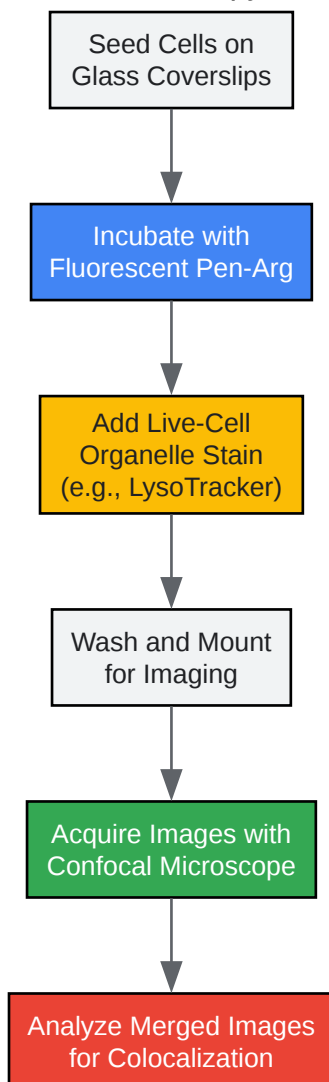 Seed Cells on
Glass Coverslips
Incubate with
Fluorescent Pen-Arg
Add Live-Cell
Organelle Stain
(e.g., LysoTracker)
Wash and Mount
for Imaging
Acquire Images with
Confocal Microscope
Analyze Merged Images
for Colocalization